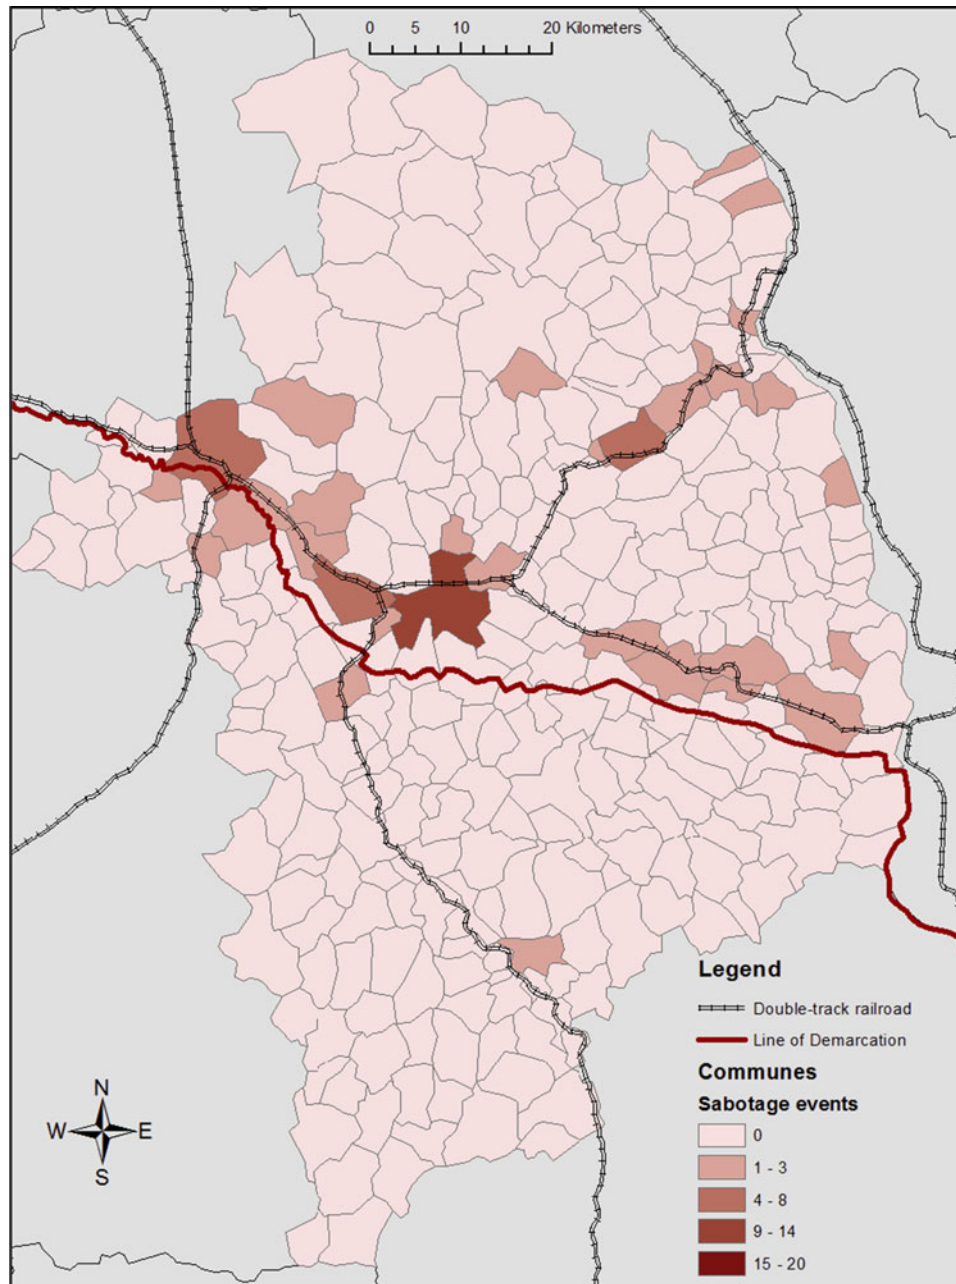 0 5 10 20 Kilometers
Legend
Double-track railroad
Line of Demarcation
Communes
Sabotage events
0
1 - 3
4 - 8
9 - 14
15 - 20
N
W E
S